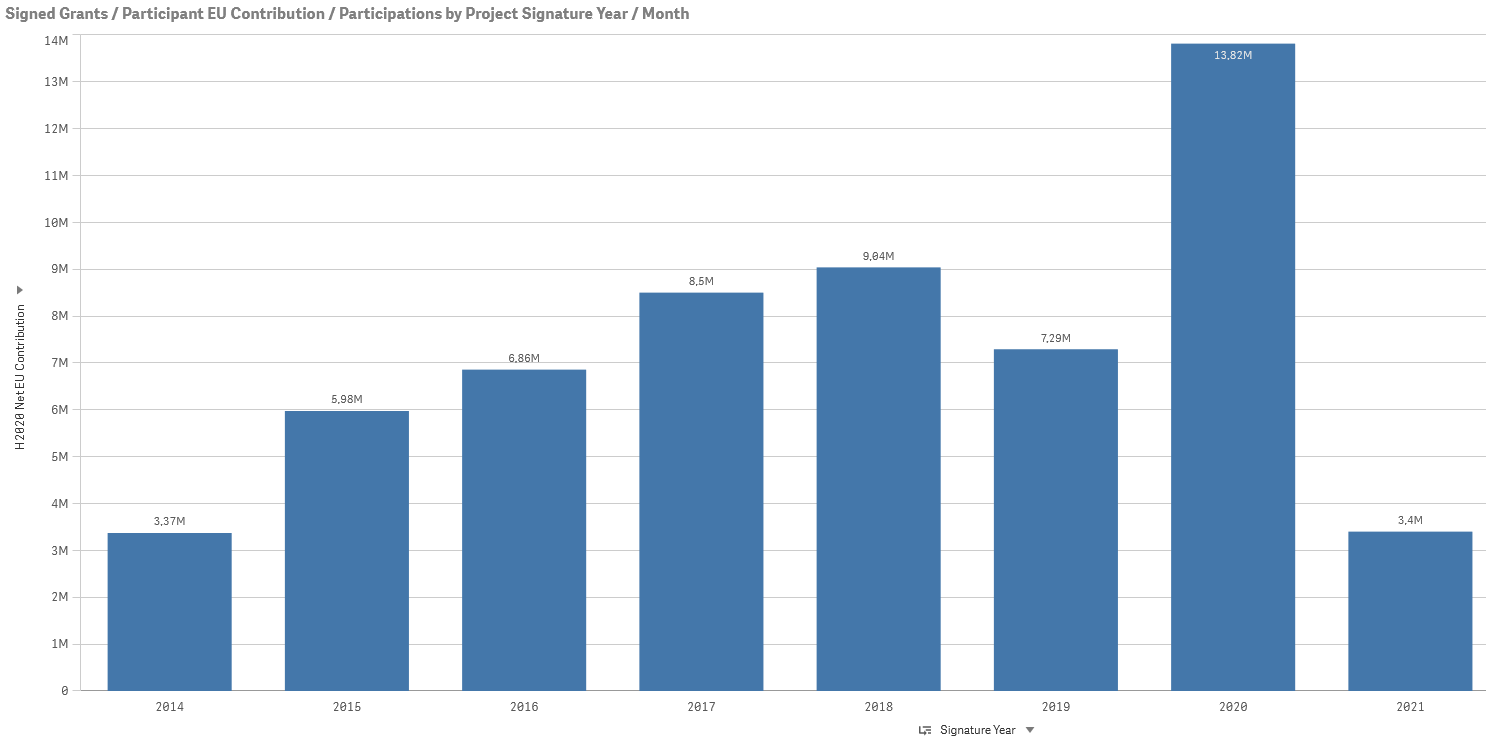 Signed Grants / Participant EU Contribution / Participations by Project Signature Year / Month
14M
13M
12M
11M
10M
9M
8M
7M
6M
5M
4M
3M
2M
1M
0
H2020 Net EU Contribution
3,37M
5,98M
6,86M
8,5M
9,04M
7,29M
13,82M
3,4M
2014
2015
2016
2017
2018
2019
2020
2021
Signature Year